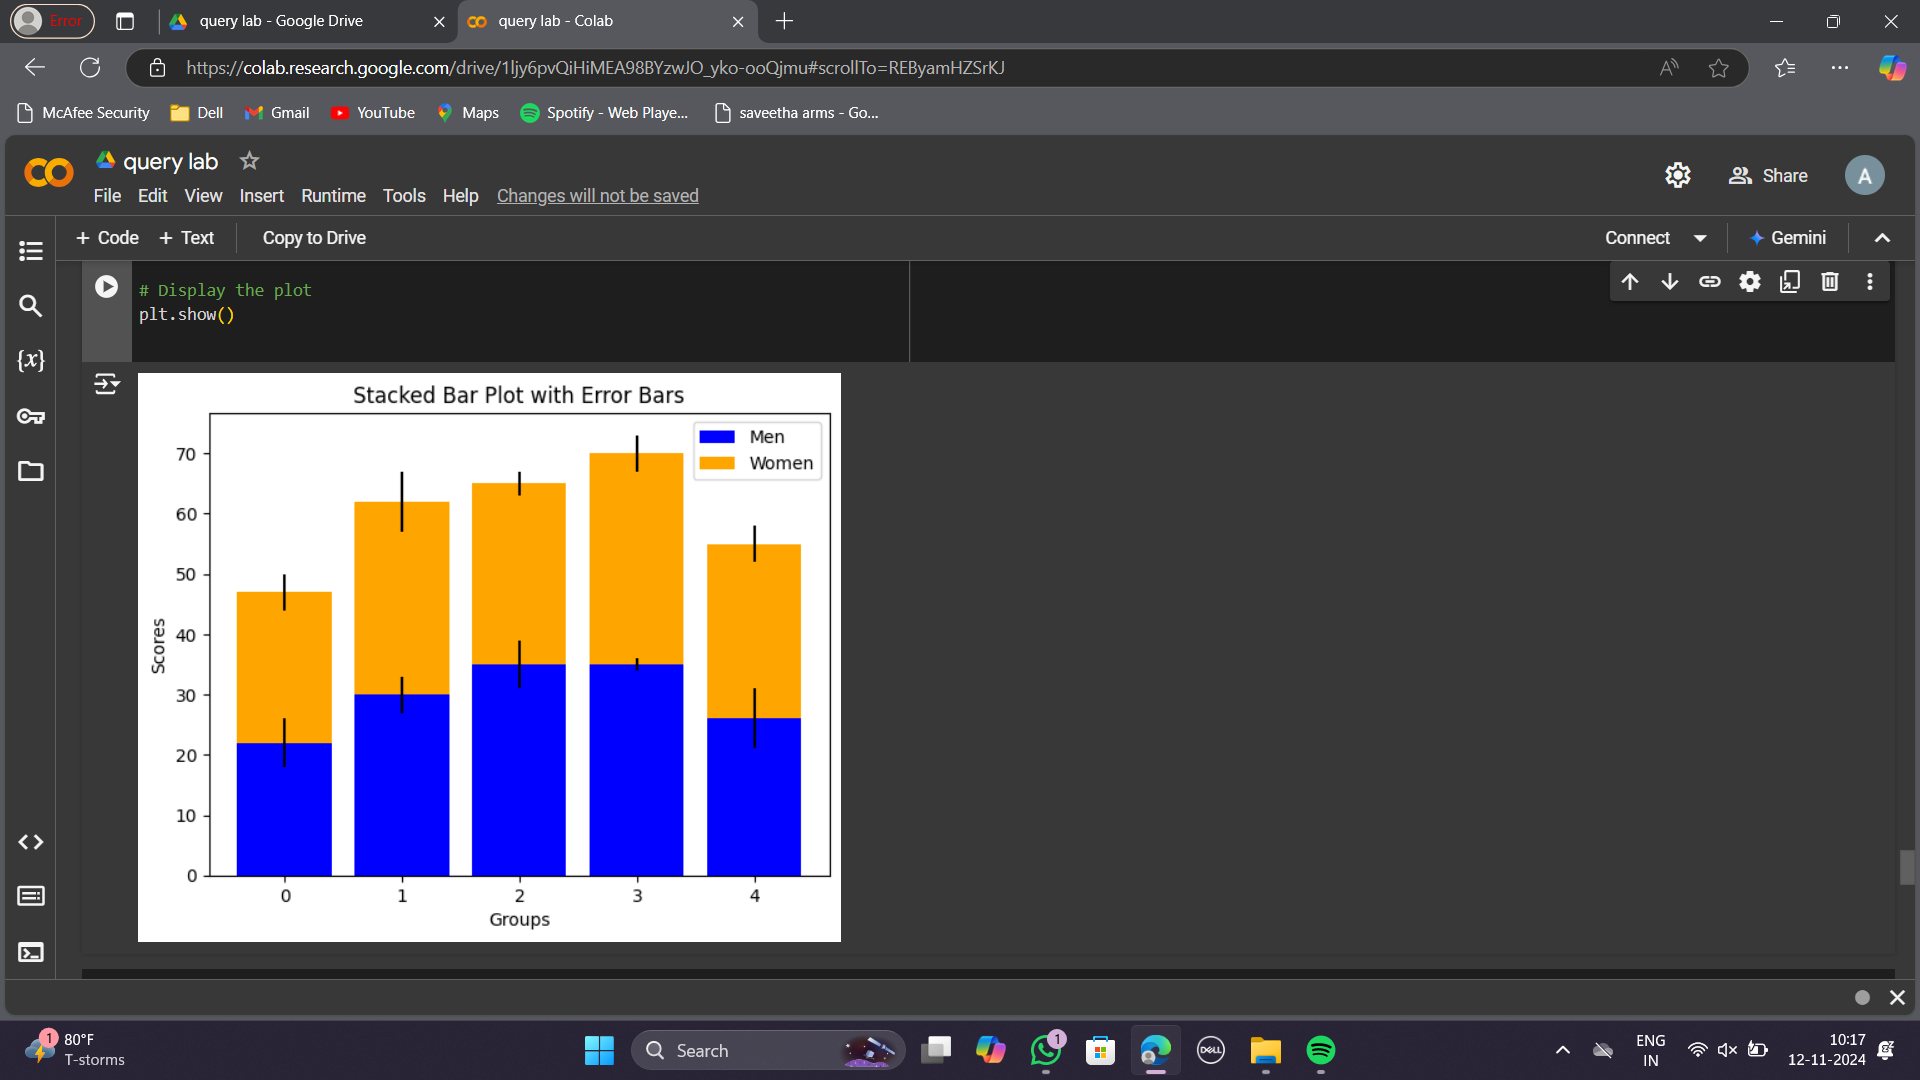 Error
query lab - Google Drive
query lab - Colab
https://colab.research.google.com/drive/1ljy6pvQiHiMEA98BYzwJO_yko-ooQjmu#scrollTo=REByamHZSrKJ
McAfee Security
Dell
Gmail
YouTube
Maps
Spotify - Web Playe...
saveetha arms - Go...
query lab
Share
A
File Edit View Insert Runtime Tools Help Changes will not be saved
+ Code + Text Copy to Drive
Connect
Gemini
# Display the plot
plt.show()
{x}
Stacked Bar Plot with Error Bars
Men
Women
70
60
50
40
30
20
10
0
Scores
0 1 2 3 4
Groups
1
80°F
T-storms
Search
1
DELL
ENG
IN
10:17
12-11-2024